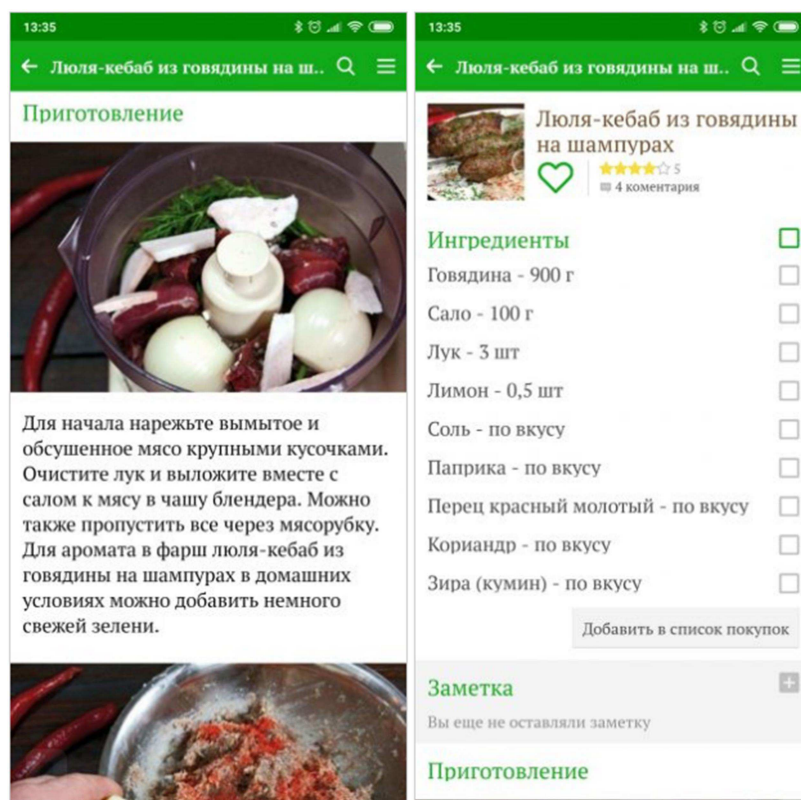 13:35
Люля-кебаб из говядины на ш..
Приготовление
Для начала нарежьте вымытое и
обсушенное мясо крупными кусочками.
Очистите лук и выложите вместе с
салом к мясу в чашу блендера. Можно
также пропустить все через мясорубку.
Для аромата в фарш люля-кебаб из
говядины на шампурах в домашних
условиях можно добавить немного
свежей зелени.
13:35
Люля-кебаб из говядины на ш..
Люля-кебаб из говядины
на шампурах
5
4 коментария
Ингредиенты
Говядина - 900 г
Сало - 100 г
Лук - 3 шт
Лимон - 0,5 шт
Соль - по вкусу
Паприка - по вкусу
Перец красный молотый - по вкусу
Кориандр - по вкусу
Зира (кумин) - по вкусу
Добавить в список покупок
Заметка
Вы еще не оставляли заметку
Приготовление